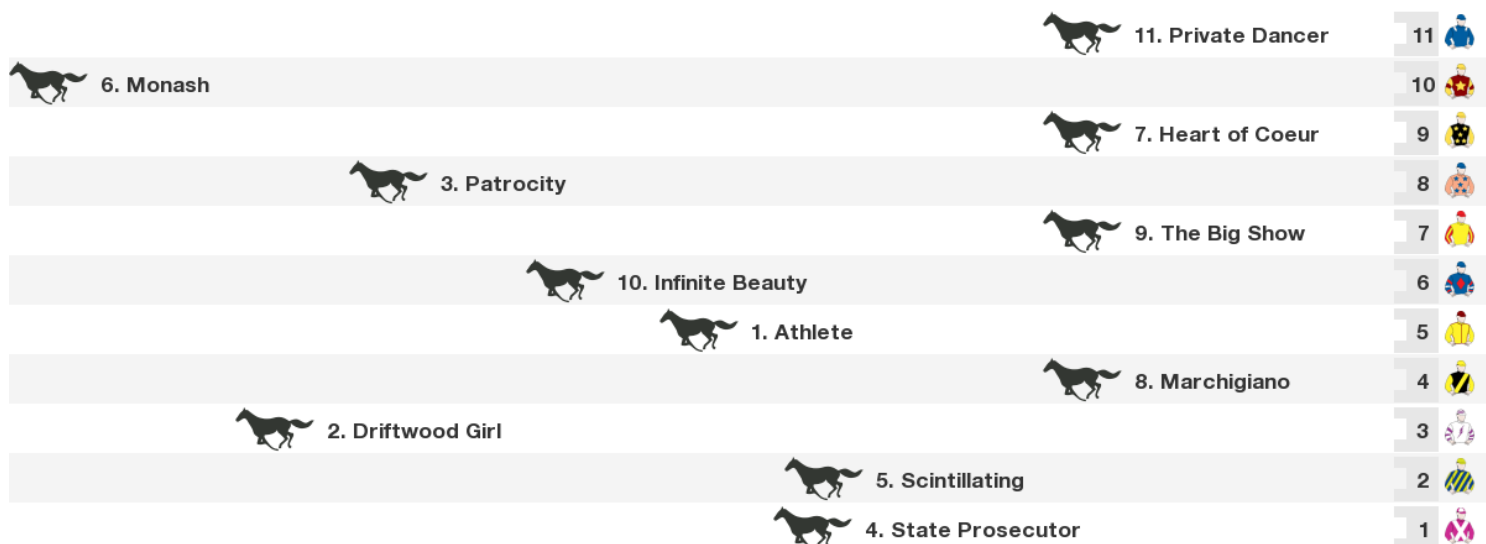 11. Private Dancer 11
6. Monash 10
7. Heart of Coeur 9
3. Patrocity 8
9. The Big Show 7
10. Infinite Beauty 6
1. Athlete 5
8. Marchigiano 4
2. Driftwood Girl 3
5. Scintillating 2
4. State Prosecutor 1